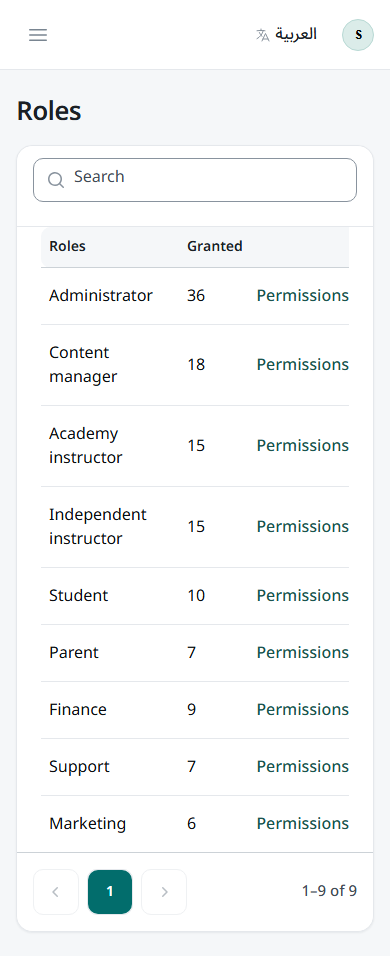 العربية
S
Roles
Search
Roles Granted
Administrator 36 Permissions
Content
manager 18 Permissions
Academy
instructor 15 Permissions
Independent
instructor 15 Permissions
Student 10 Permissions
Parent 7 Permissions
Finance 9 Permissions
Support 7 Permissions
Marketing 6 Permissions
1 1–9 of 9